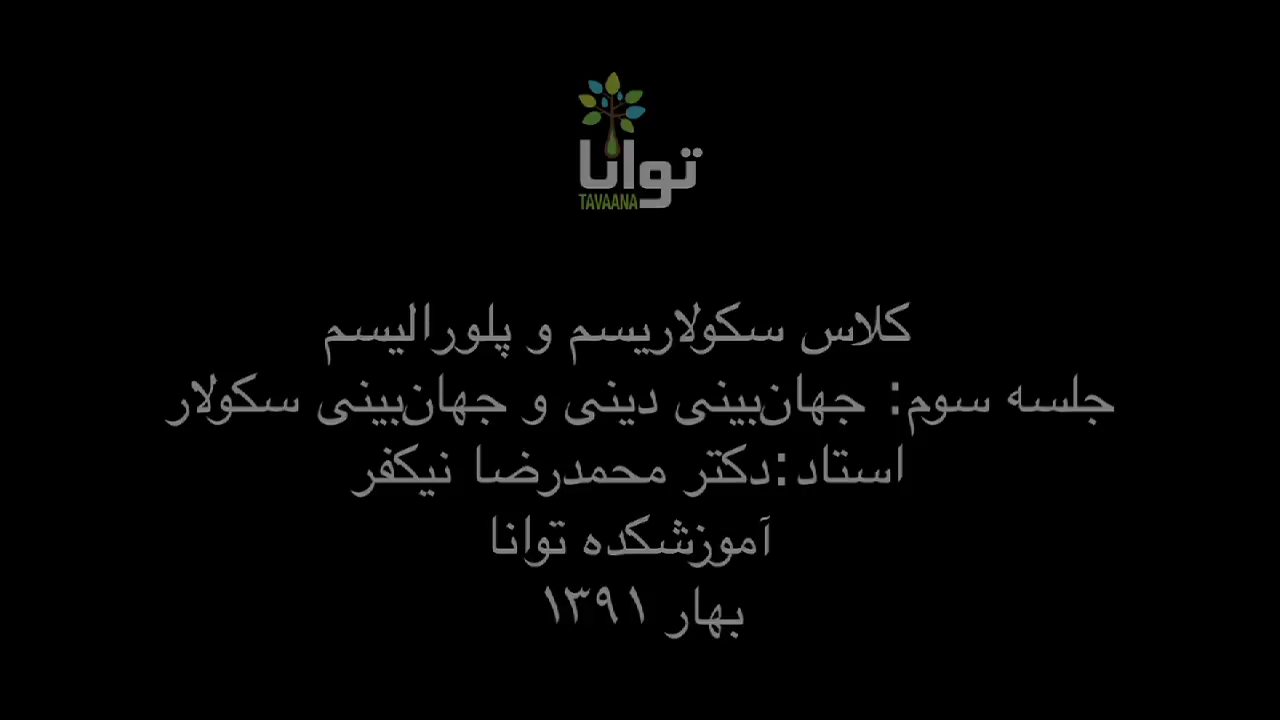 توانا
TAVAANA
کلاس سکولاریسم و پلورالیسم
جلسه سوم: جهان‌بینی دینی و جهان‌بینی سکولار
استاد:دکتر محمدرضا نیکفر
آموزشکده توانا
بهار ۱۳۹۱